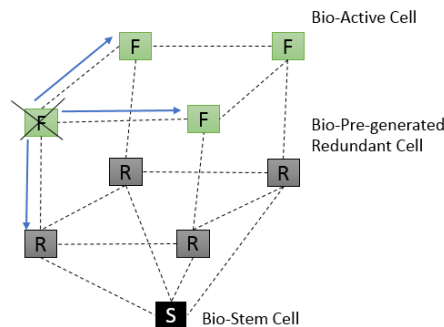 Bio-Active Cell
F
F
F
F
Bio-Pre-generated
Redundant Cell
R
R
R
R
S
Bio-Stem Cell